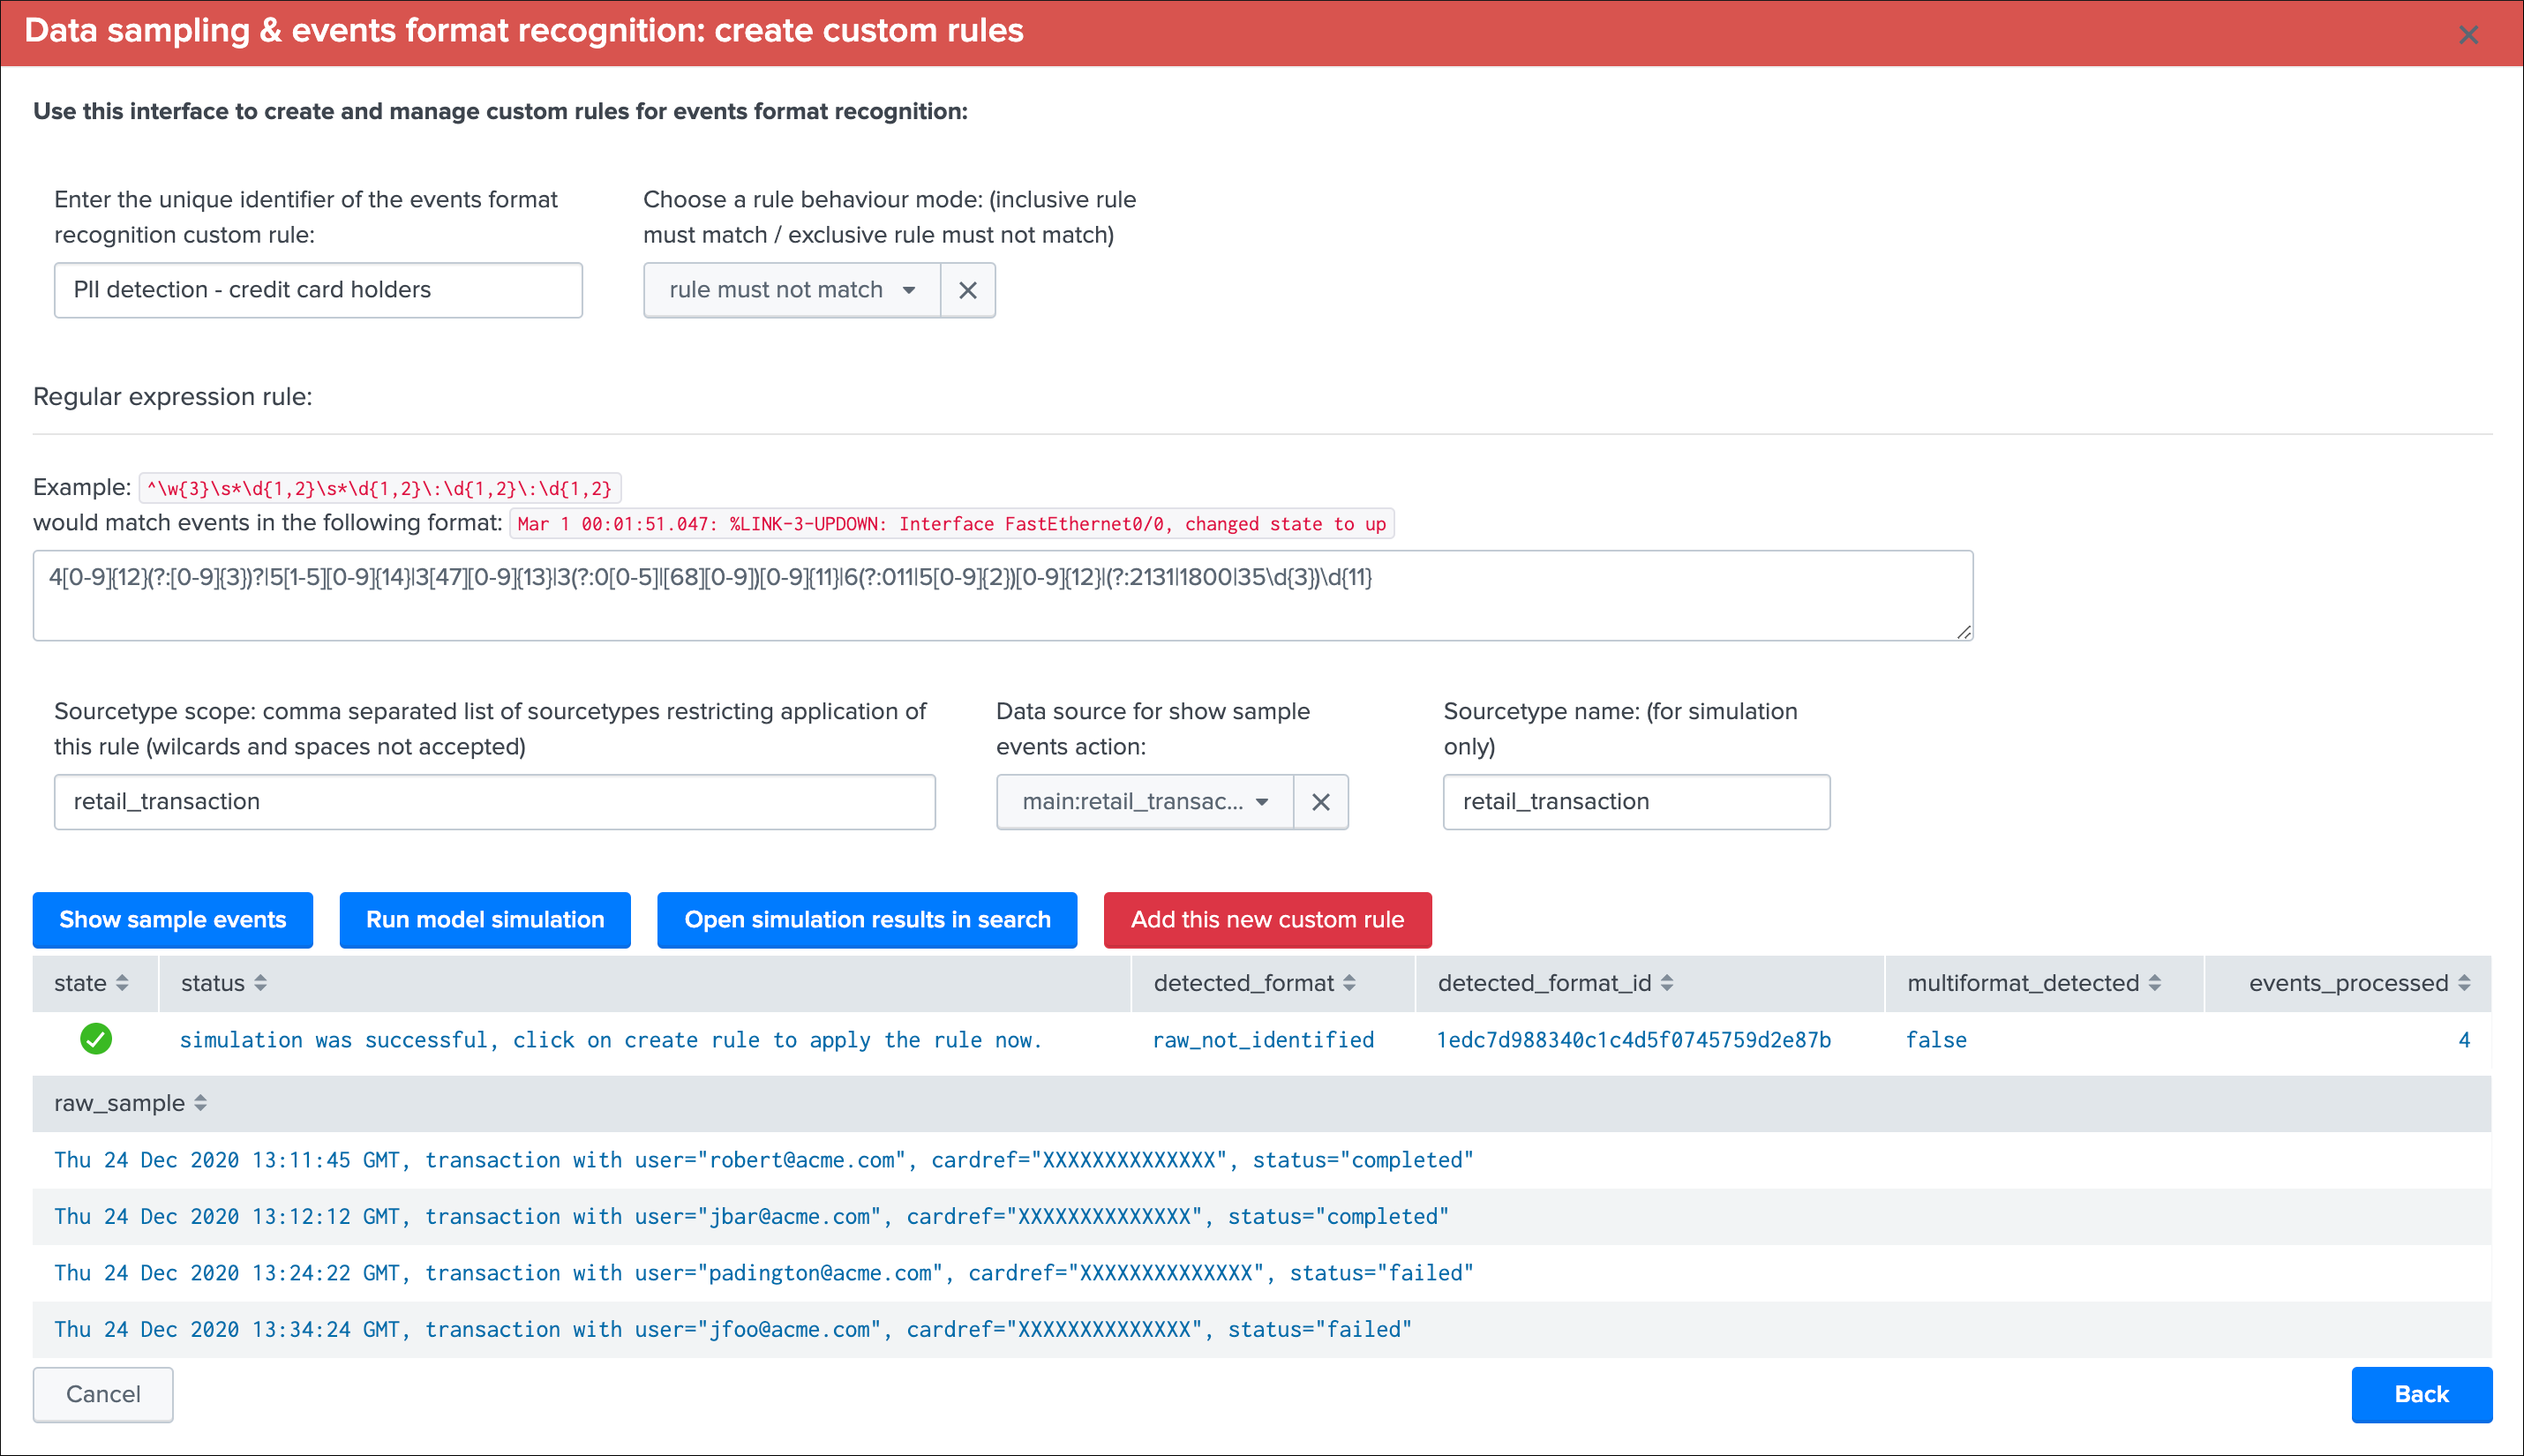 Data sampling & events format recognition: create custom rules
Use this interface to create and manage custom rules for events format recognition:
Enter the unique identifier of the events format
recognition custom rule:
PII detection - credit card holders
Choose a rule behaviour mode: (inclusive rule
must match / exclusive rule must not match)
rule must not match
Regular expression rule:
Example: ^\w{3}\s*\d{1,2}\s*\d{1,2}\:\d{1,2}\:\d{1,2}
would match events in the following format: Mar 1 00:01:51.047: %LINK-3-UPDOWN: Interface FastEthernet0/0, changed state to up
4[0-9]{12}(?:[0-9]{3})?|5[1-5][0-9]{14}|3[47][0-9]{13}|3(?:0[0-5]|[68][0-9])[0-9]{11}|6(?:011|5[0-9]{2})[0-9]{12}|(?:2131|1800|35\d{3})\d{11}
Sourcetype scope: comma separated list of sourcetypes restricting application of
this rule (wilcards and spaces not accepted)
retail_transaction
Data source for show sample
events action:
main:retail_transac...
Sourcetype name: (for simulation
only)
retail_transaction
Show sample events Run model simulation Open simulation results in search Add this new custom rule
state status detected_format detected_format_id multiformat_detected events_processed
simulation was successful, click on create rule to apply the rule now. raw_not_identified 1edc7d988340c1c4d5f0745759d2e87b false 4
raw_sample
Thu 24 Dec 2020 13:11:45 GMT, transaction with user="robert@acme.com", cardref="XXXXXXXXXXXXXX", status="completed"
Thu 24 Dec 2020 13:12:12 GMT, transaction with user="jbar@acme.com", cardref="XXXXXXXXXXXXXX", status="completed"
Thu 24 Dec 2020 13:24:22 GMT, transaction with user="padington@acme.com", cardref="XXXXXXXXXXXXXX", status="failed"
Thu 24 Dec 2020 13:34:24 GMT, transaction with user="jfoo@acme.com", cardref="XXXXXXXXXXXXXX", status="failed"
Cancel Back